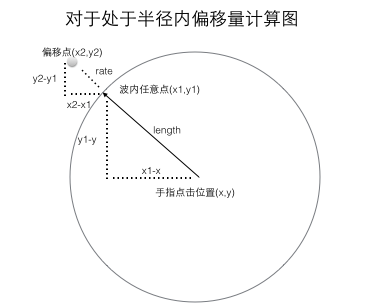 对于处于半径内偏移量计算图
偏移点(x2,y2)
rate
y2-y1
x2-x1
波内任意点(x1,y1)
length
y1-y
x1-x
手指点击位置(x,y)